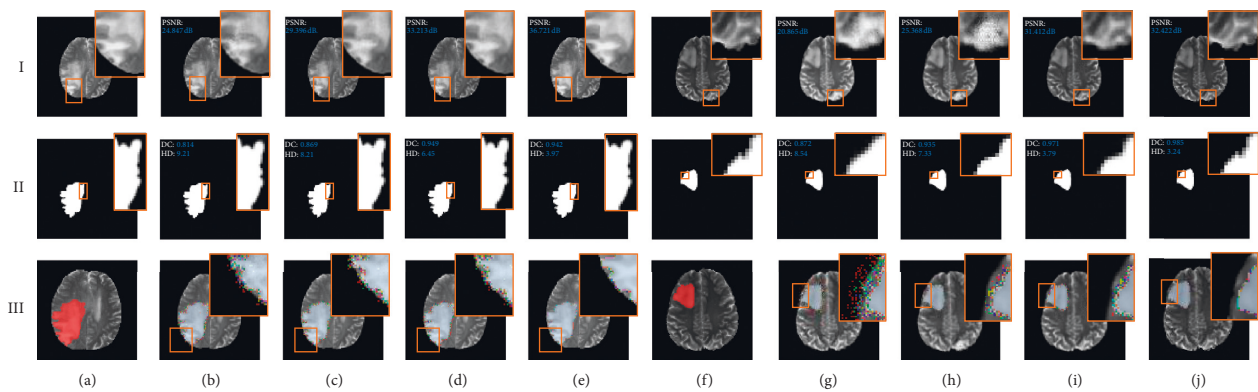 PSNR: PSNR: PSNR: PSNR: PSNR: PSNR: PSNR: PSNR:
24.847 dB 29.396 dB 33.213 dB 36.721 dB 20.865 dB 25.368 dB 31.412 dB 32.422 dB
I
DC: 0.814 DC: 0.869 DC: 0.949 DC: 0.942 DC: 0.872 DC: 0.935 DC: 0.971 DC: 0.985
HD: 9.21 HD: 8.21 HD: 6.45 HD: 3.97 HD: 8.54 HD: 7.33 HD: 3.79 HD: 3.24
II
III
(a) (b) (c) (d) (e) (f) (g) (h) (i) (j)